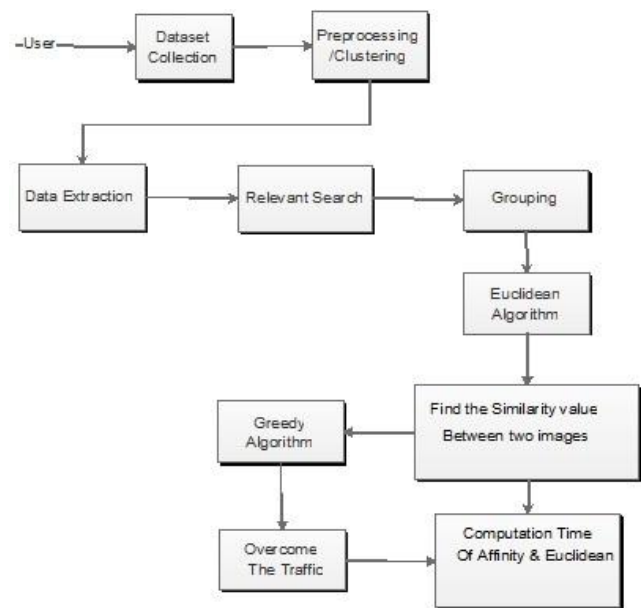 User
Dataset
Collection
Preprocessing
/Clustering
Data Extraction
Relevant Search
Grouping
Euclidean
Algorithm
Find the Similarity value
Between two images
Greedy
Algorithm
Overcome
The Traffic
Computation Time
Of Affinity & Euclidean